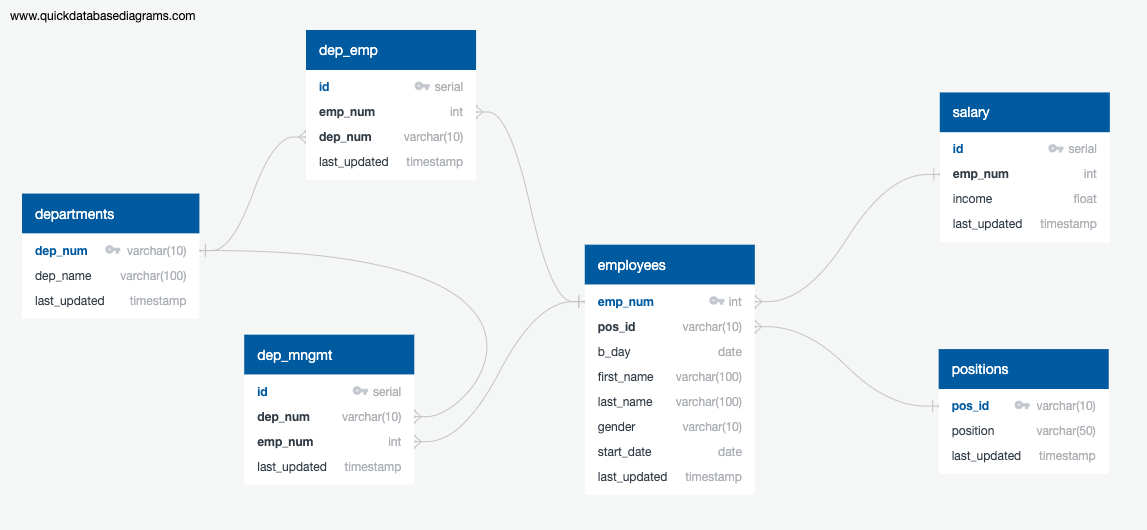 www.quickdatabasediagrams.com
dep_emp
id serial
emp_num int
dep_num varchar(10)
last_updated timestamp
salary
id serial
emp_num int
income float
last_updated timestamp
departments
dep_num varchar(10)
dep_name varchar(100)
last_updated timestamp
employees
emp_num int
pos_id varchar(10)
b_day date
first_name varchar(100)
last_name varchar(100)
gender varchar(10)
start_date date
last_updated timestamp
dep_mngmt
id serial
dep_num varchar(10)
emp_num int
last_updated timestamp
positions
pos_id varchar(10)
position varchar(50)
last_updated timestamp